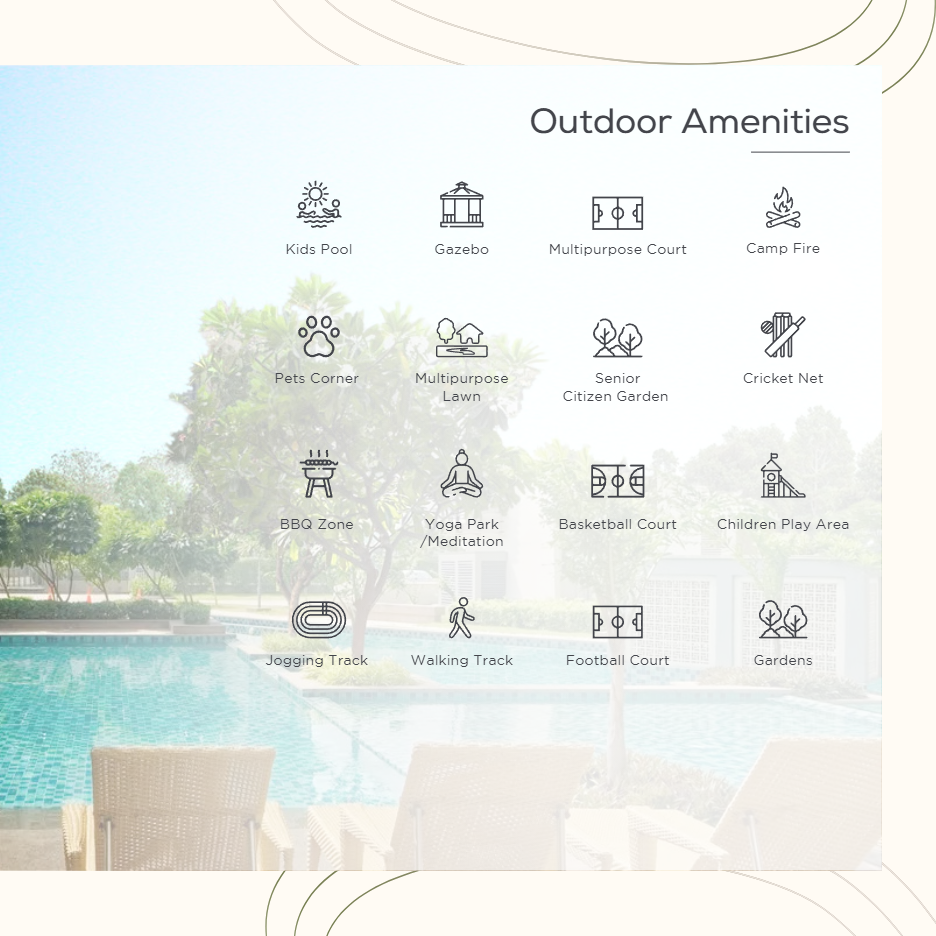 Outdoor Amenities
Kids Pool
Gazebo
Multipurpose Court
Camp Fire
Pets Corner
Multipurpose
Lawn
Senior
Citizen Garden
Cricket Net
BBQ Zone
Yoga Park
/Meditation
Basketball Court
Children Play Area
Jogging Track
Walking Track
Football Court
Gardens